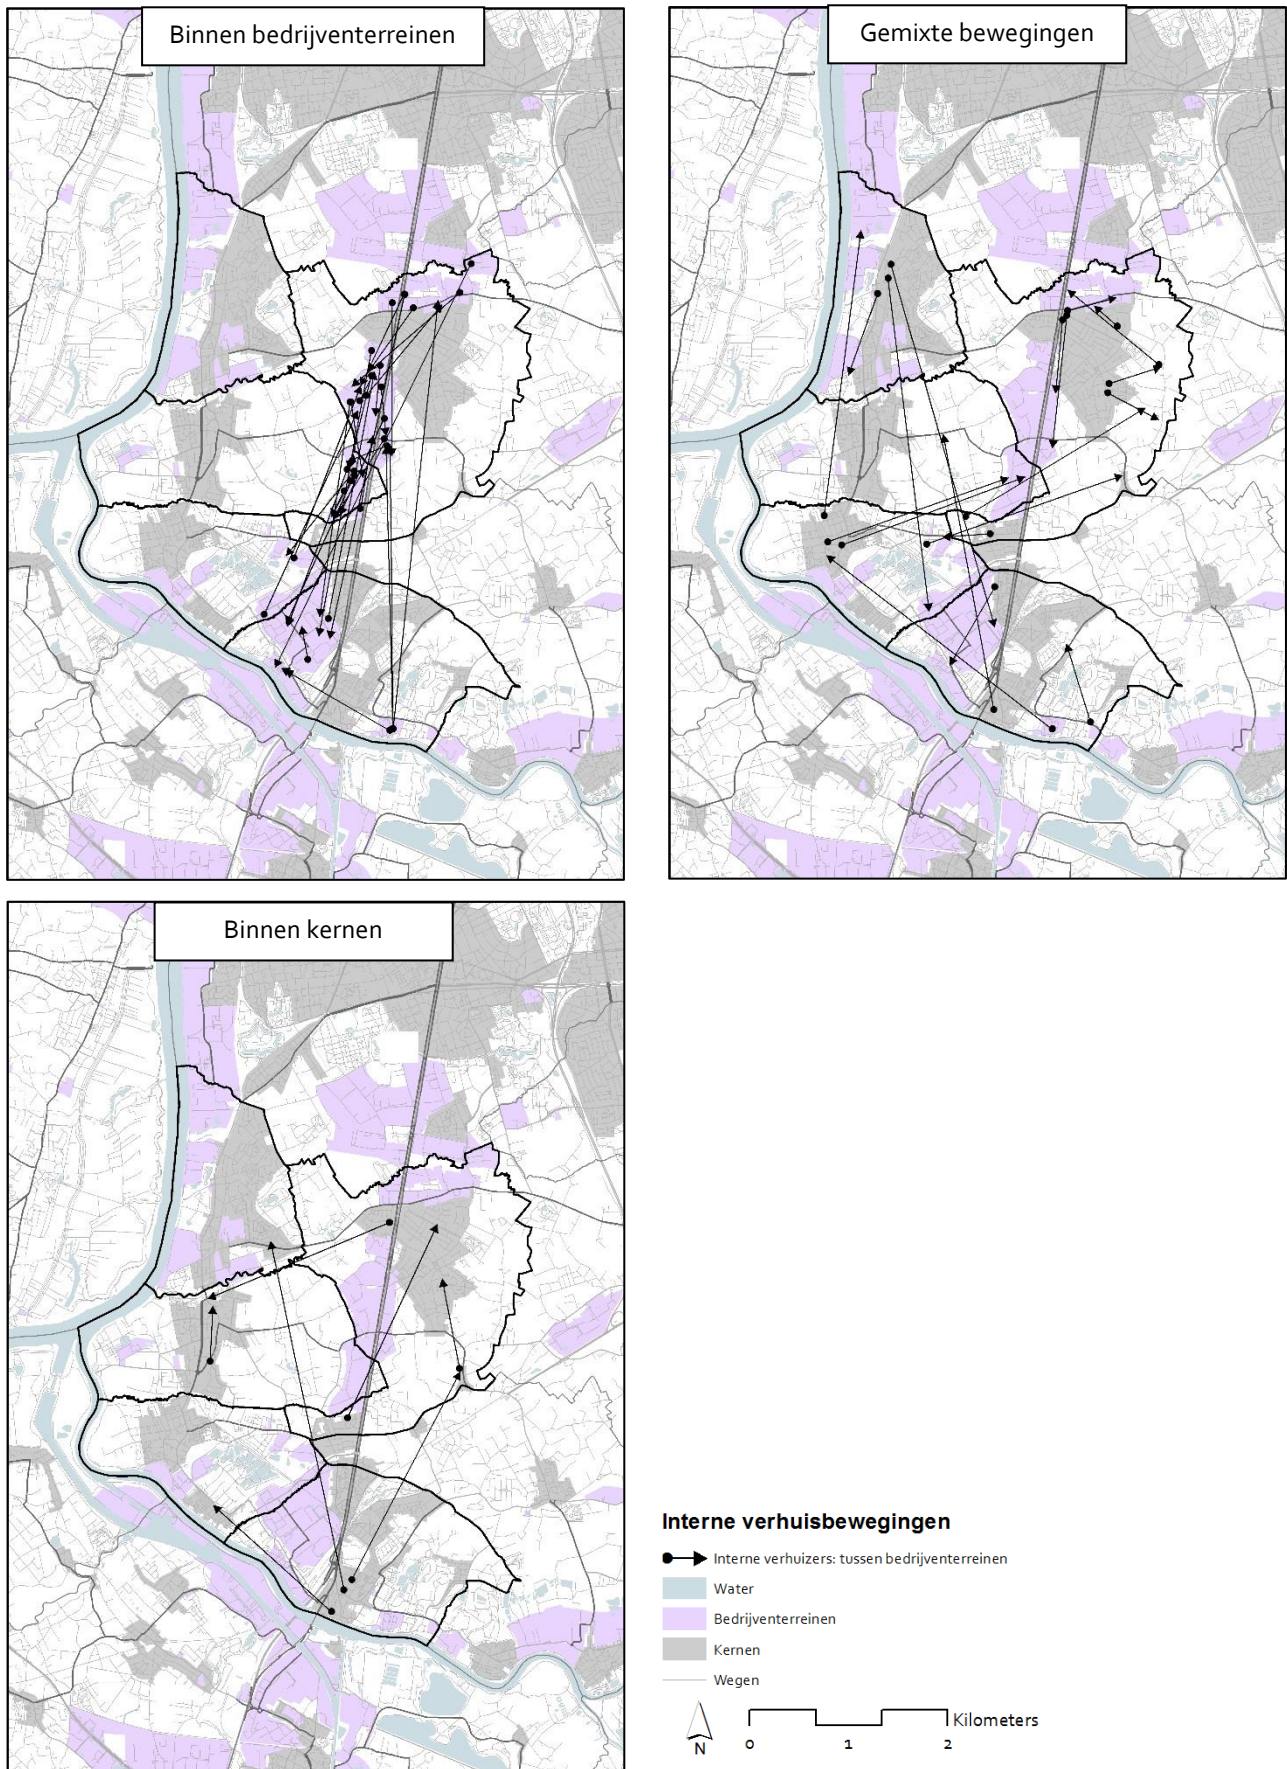 Binnen bedrijventerreinen
Gemixte bewegingen
Binnen kernen
Interne verhuisbewegingen
Interne verhuizers: tussen bedrijventerreinen
Water
Bedrijventerreinen
Kernen
Wegen
N
Kilometers
0 1 2